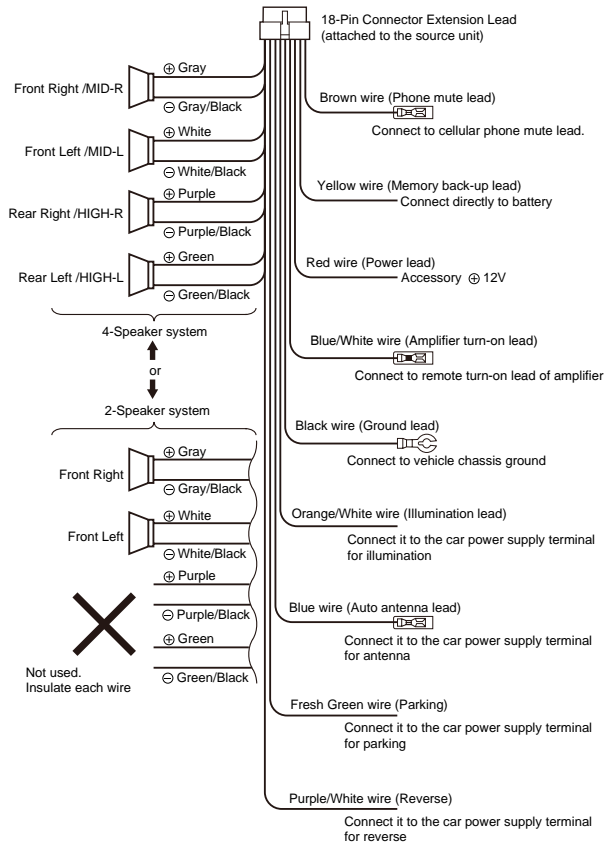 18-Pin Connector Extension Lead
(attached to the source unit)
Front Right /MID-R
⊕ Gray
⊖ Gray/Black
Front Left /MID-L
⊕ White
⊖ White/Black
Rear Right /HIGH-R
⊕ Purple
⊖ Purple/Black
Rear Left /HIGH-L
⊕ Green
⊖ Green/Black
4-Speaker system
or
2-Speaker system
Front Right
⊕ Gray
⊖ Gray/Black
Front Left
⊕ White
⊖ White/Black
⊕ Purple
⊖ Purple/Black
⊕ Green
⊖ Green/Black
Not used.
Insulate each wire
Brown wire (Phone mute lead)
Connect to cellular phone mute lead.
Yellow wire (Memory back-up lead)
Connect directly to battery
Red wire (Power lead)
Accessory ⊕ 12V
Blue/White wire (Amplifier turn-on lead)
Connect to remote turn-on lead of amplifier
Black wire (Ground lead)
Connect to vehicle chassis ground
Orange/White wire (Illumination lead)
Connect it to the car power supply terminal
for illumination
Blue wire (Auto antenna lead)
Connect it to the car power supply terminal
for antenna
Fresh Green wire (Parking)
Connect it to the car power supply terminal
for parking
Purple/White wire (Reverse)
Connect it to the car power supply terminal
for reverse